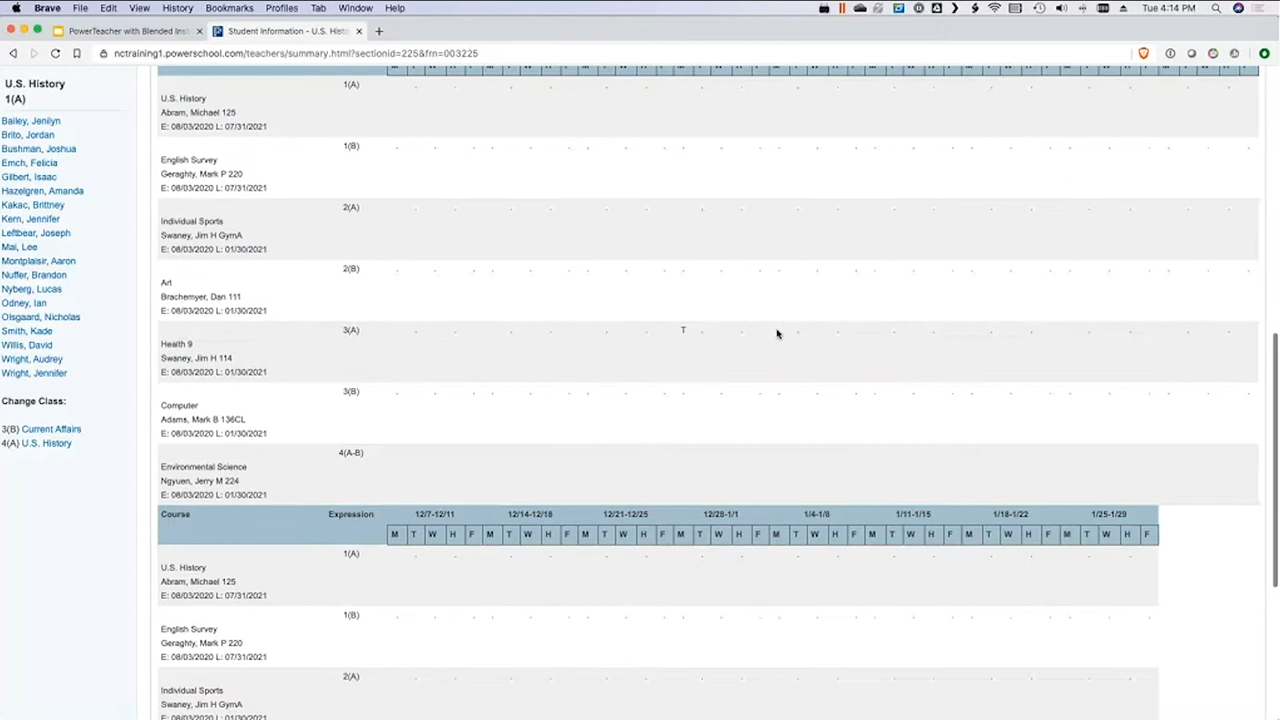 Brave File Edit View History Bookmarks Profiles Tab Window Help Tue 4:14 PM
PowerTeacher with Blended Inst Student Information - U.S. Histo
nctraining1.powerschool.com/teachers/summary.html?sectionid=225&frn=003225
U.S. History
1(A)
Bailey, Jenilyn
Brito, Jordan
Bushman, Joshua
Emch, Felicia
Gilbert, Isaac
Hazelgren, Amanda
Kakac, Brittney
Kern, Jennifer
Leftbear, Joseph
Mai, Lee
Montplaisir, Aaron
Nuffer, Brandon
Nyberg, Lucas
Odney, Ian
Olsgaard, Nicholas
Smith, Kade
Willis, David
Wright, Audrey
Wright, Jennifer
Change Class:
3(B) Current Affairs
4(A) U.S. History
1(A)
U.S. History
Abram, Michael 125
E: 08/03/2020 L: 07/31/2021
1(B)
English Survey
Geraghty, Mark P 220
E: 08/03/2020 L: 07/31/2021
2(A)
Individual Sports
Swaney, Jim H GymA
E: 08/03/2020 L: 01/30/2021
2(B)
Art
Brachemyer, Dan 111
E: 08/03/2020 L: 01/30/2021
3(A) T
Health 9
Swaney, Jim H 114
E: 08/03/2020 L: 01/30/2021
3(B)
Computer
Adams, Mark B 136CL
E: 08/03/2020 L: 01/30/2021
4(A-B)
Environmental Science
Ngyuen, Jerry M 224
E: 08/03/2020 L: 01/30/2021
Course Expression 12/7-12/11 12/14-12/18 12/21-12/25 12/28-1/1 1/4-1/8 1/11-1/15 1/18-1/22 1/25-1/29
M T W H F M T W H F M T W H F M T W H F M T W H F M T W H F M T W H F M T W H F
1(A)
U.S. History
Abram, Michael 125
E: 08/03/2020 L: 07/31/2021
1(B)
English Survey
Geraghty, Mark P 220
E: 08/03/2020 L: 07/31/2021
2(A)
Individual Sports
Swaney, Jim H GymA
E: 08/03/2020 L: 01/30/2021